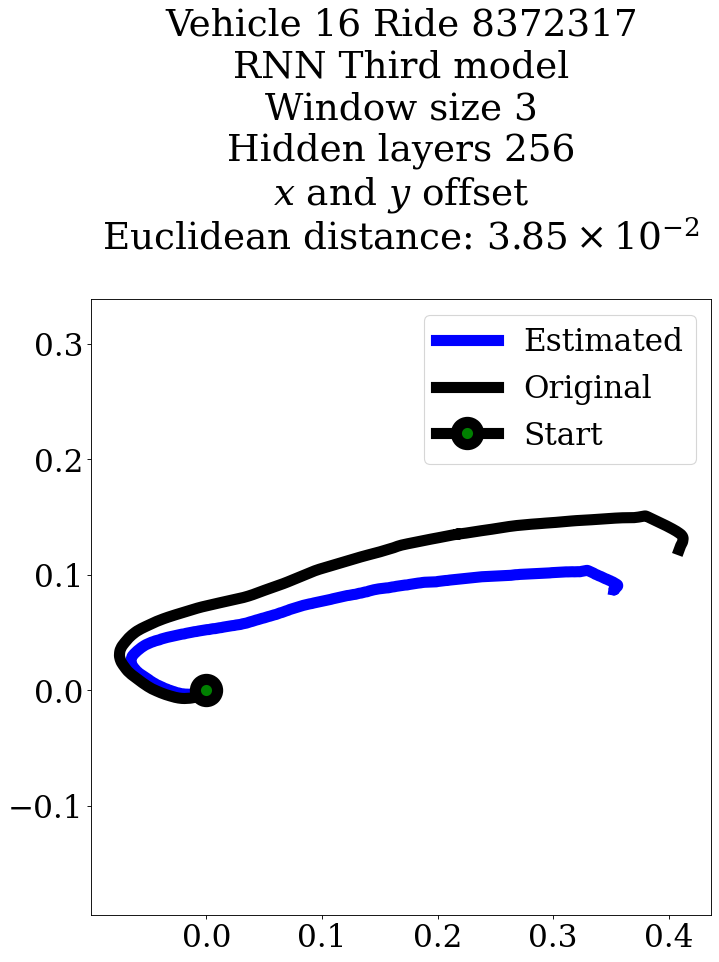 Vehicle 16 Ride 8372317
RNN Third model
Window size 3
Hidden layers 256
x and y offset
Euclidean distance: 3.85 × 10⁻²
Estimated
Original
Start
0.3
0.2
0.1
0.0
−0.1
0.0 0.1 0.2 0.3 0.4